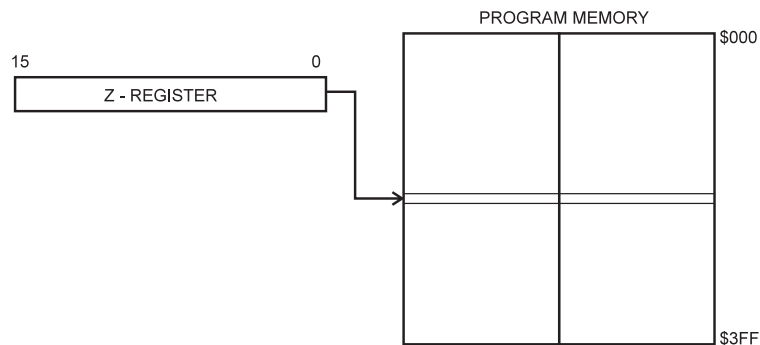 PROGRAM MEMORY
$000
15 0
Z - REGISTER
$3FF